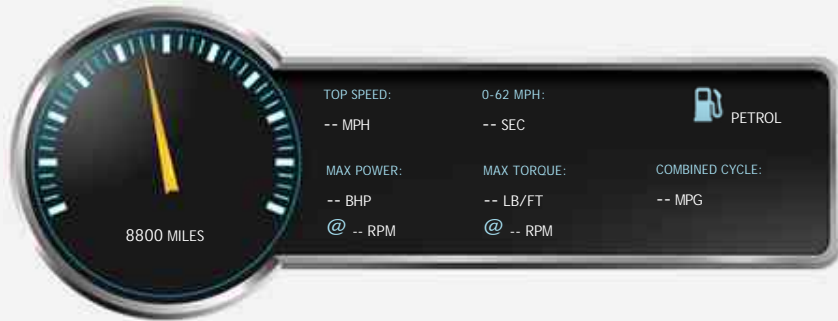 TOP SPEED:
-- MPH
0-62 MPH:
-- SEC
PETROL
MAX POWER:
-- BHP
@ -- RPM
MAX TORQUE:
-- LB/FT
@ -- RPM
COMBINED CYCLE:
-- MPG
8800 MILES